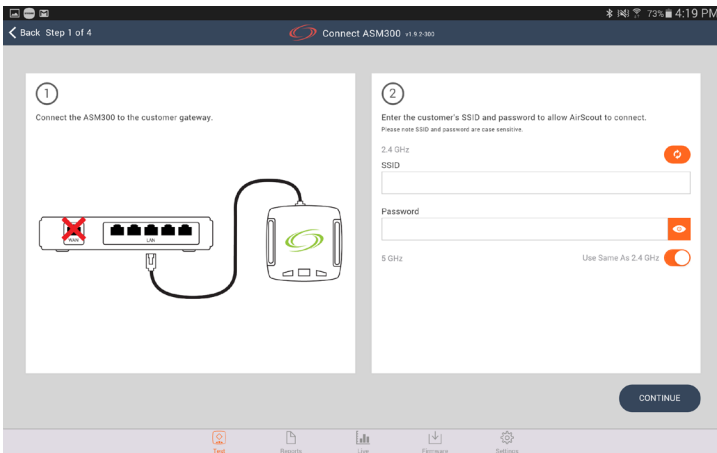 73% 4:19 PM
Back Step 1 of 4
Connect ASM300 v1.9.2-300
1
Connect the ASM300 to the customer gateway.
WAN
LAN
2
Enter the customer's SSID and password to allow AirScout to connect.
Please note SSID and password are case sensitive.
2.4 GHz
SSID
Password
5 GHz
Use Same As 2.4 GHz
CONTINUE
Test Reports Live Firmware Settings